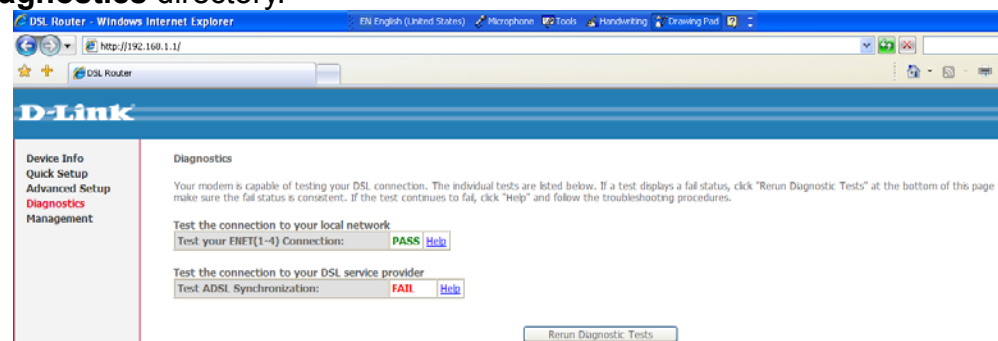 agnostics directory.
DSL Router - Windows Internet Explorer
EN English (United States) Microphone Tools Handwriting Drawing Pad
http://192.168.1.1/
DSL Router
D-Link
Device Info
Quick Setup
Advanced Setup
Diagnostics
Management
Diagnostics
Your modem is capable of testing your DSL connection. The individual tests are listed below. If a test displays a fail status, click "Rerun Diagnostic Tests" at the bottom of this page
make sure the fail status is consistent. If the test continues to fail, click "Help" and follow the troubleshooting procedures.
Test the connection to your local network
Test your ENET(1-4) Connection: PASS Help
Test the connection to your DSL service provider
Test ADSL Synchronization: FAIL Help
Rerun Diagnostic Tests